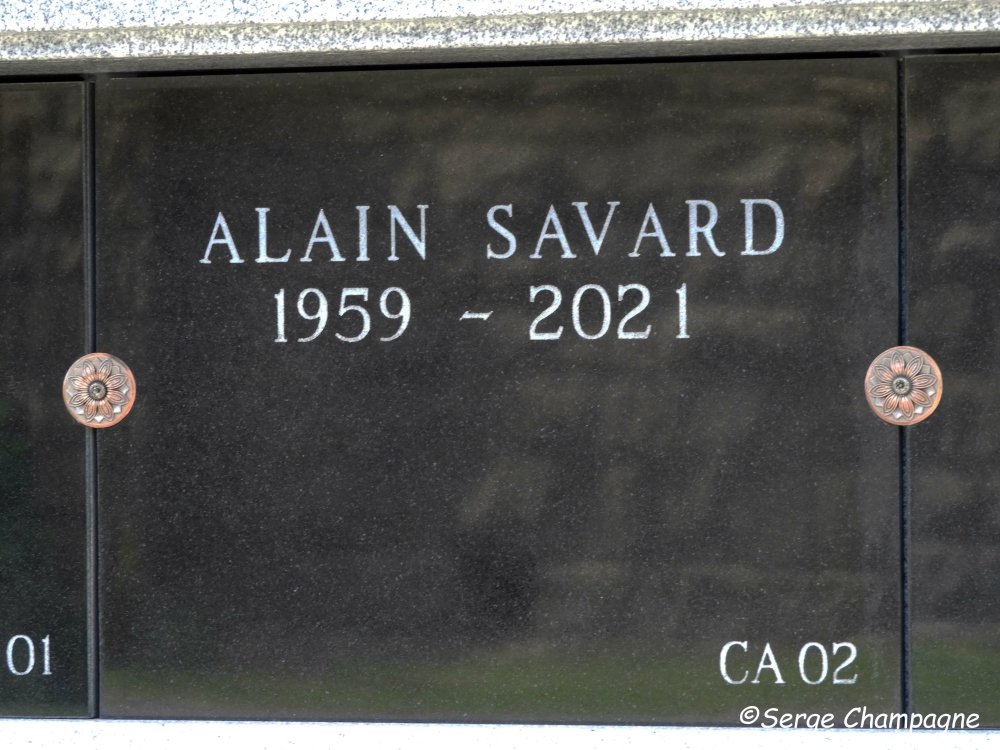 ALAIN SAVARD
1959 - 2021
01
CA 02
©Serge Champagne